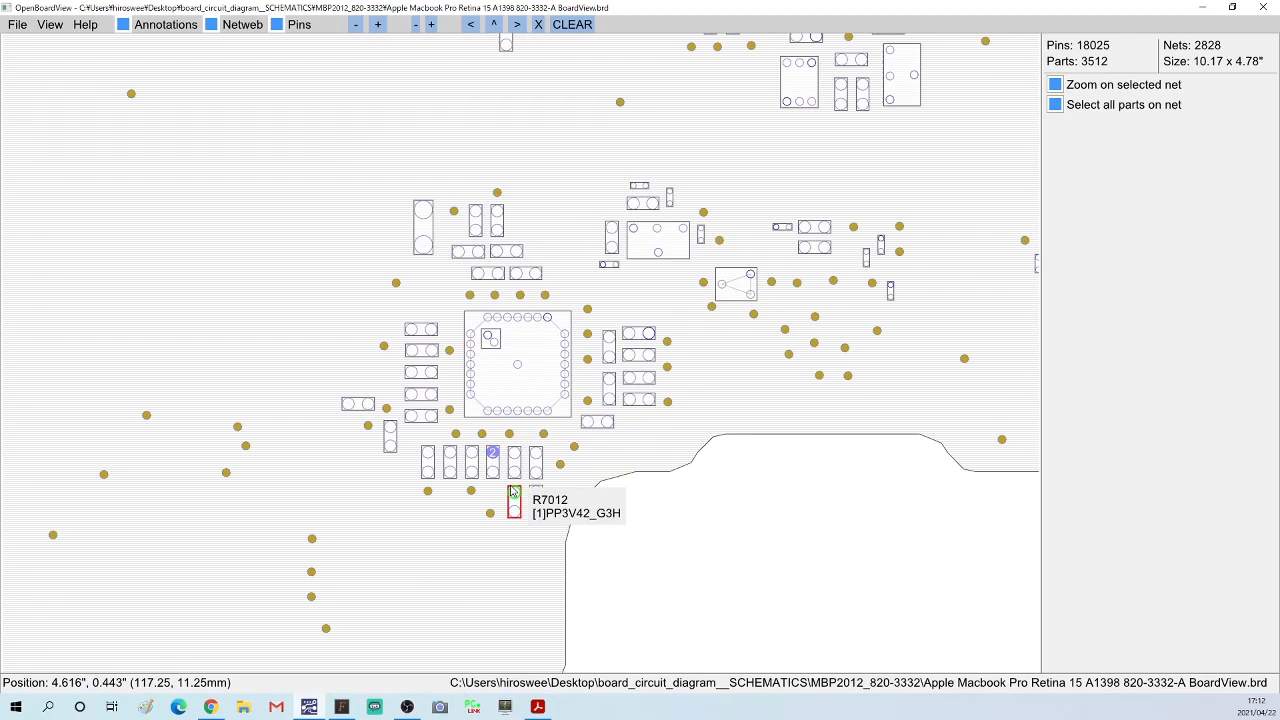 OpenBoardView - C:¥Users¥hiroswee¥Desktop¥board_circuit_diagram__SCHEMATICS¥MBP2012_820-3332¥Apple Macbook Pro Retina 15 A1398 820-3332-A BoardView.brd
File View Help Annotations Netweb Pins - + - + < ^ > X CLEAR
Pins: 18025 Nets: 2828
Parts: 3512 Size: 10.17 x 4.78"
Zoom on selected net
Select all parts on net
2
R7012
[1]PP3V42_G3H
Position: 4.616", 0.443" (117.25, 11.25mm) C:\Users\hiroswee\Desktop\board_circuit_diagram__SCHEMATICS\MBP2012_820-3332\Apple Macbook Pro Retina 15 A1398 820-3332-A BoardView.brd
PC
LINK
17:12
2021/04/22